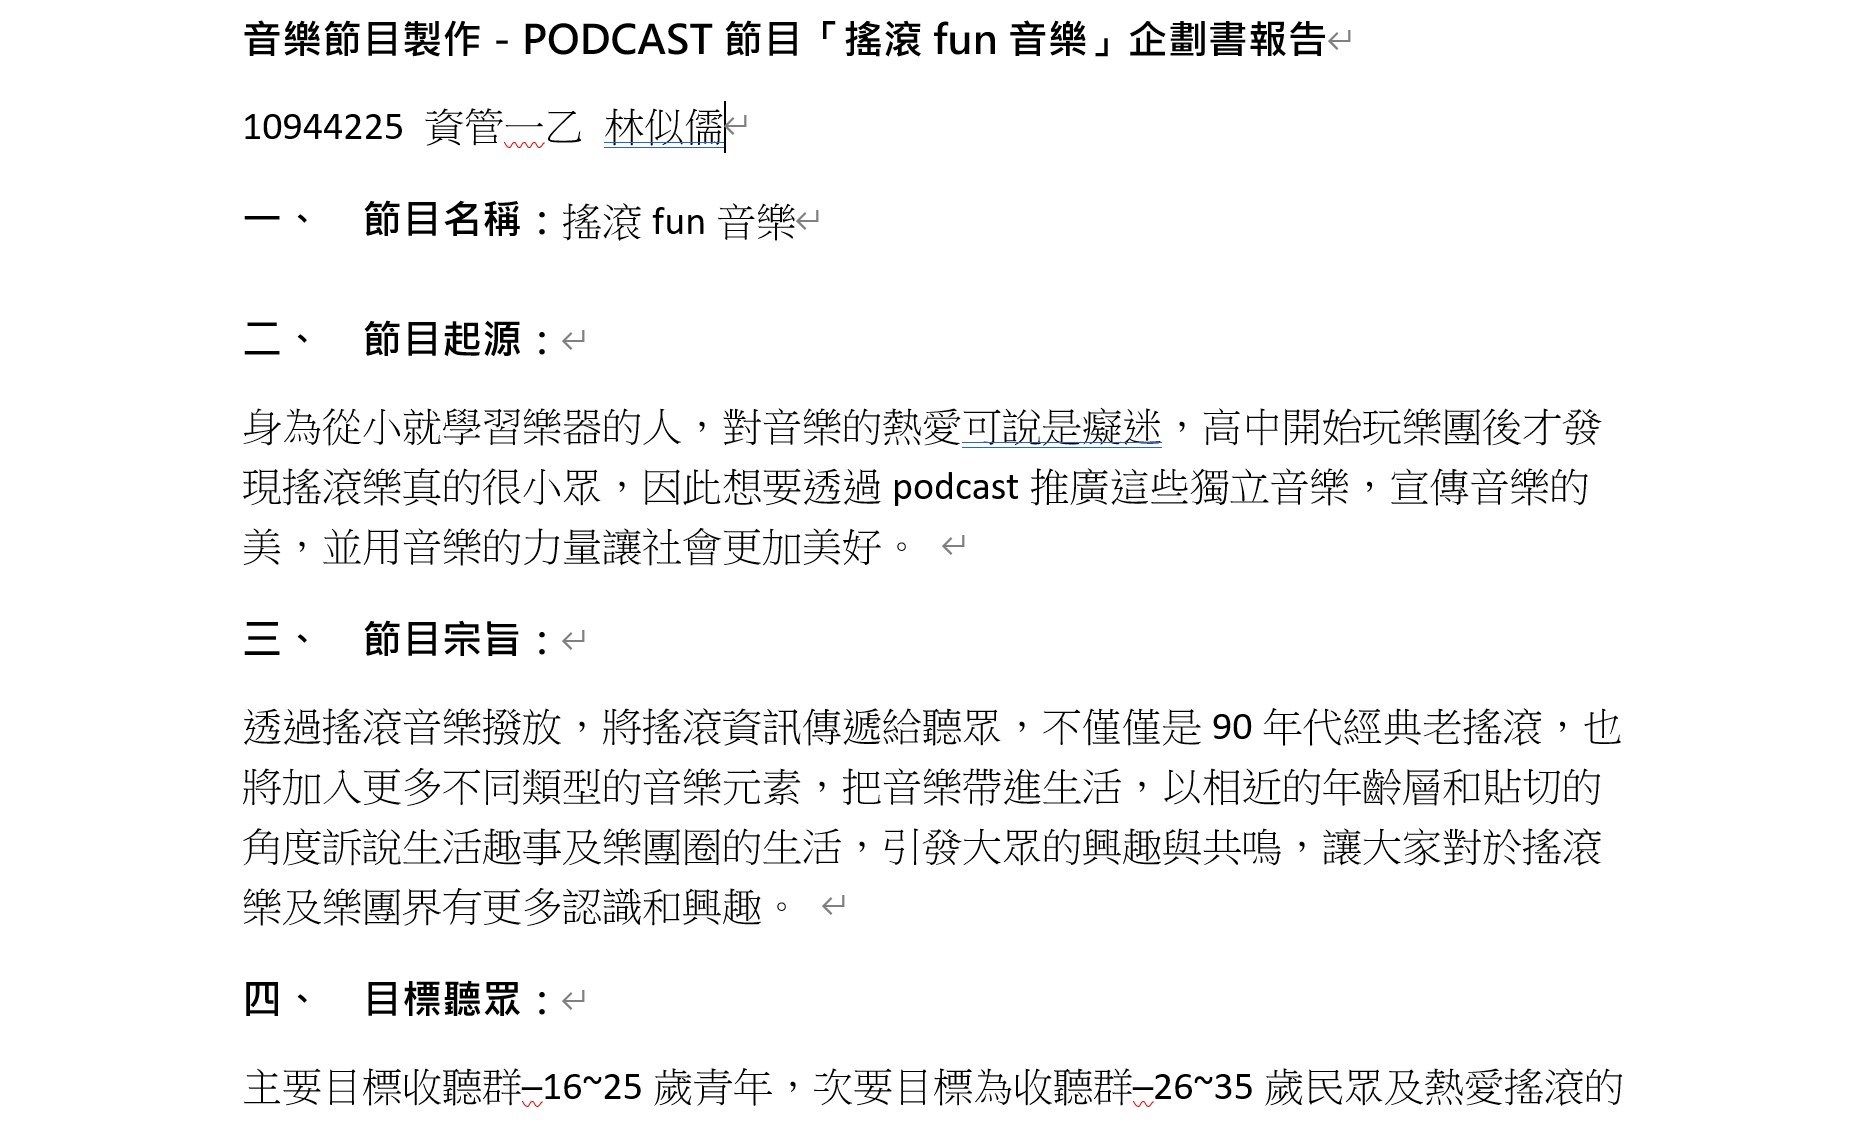 音樂節目製作 - PODCAST 節目「搖滾 fun 音樂」企劃書報告
10944225 資管一乙 林似儒
一、 節目名稱：搖滾 fun 音樂
二、 節目起源：
身為從小就學習樂器的人，對音樂的熱愛可說是癡迷，高中開始玩樂團後才發
現搖滾樂真的很小眾，因此想要透過 podcast 推廣這些獨立音樂，宣傳音樂的
美，並用音樂的力量讓社會更加美好。
三、 節目宗旨：
透過搖滾音樂撥放，將搖滾資訊傳遞給聽眾，不僅僅是 90 年代經典老搖滾，也
將加入更多不同類型的音樂元素，把音樂帶進生活，以相近的年齡層和貼切的
角度訴說生活趣事及樂團圈的生活，引發大眾的興趣與共鳴，讓大家對於搖滾
樂及樂團界有更多認識和興趣。
四、 目標聽眾：
主要目標收聽群–16~25 歲青年，次要目標為收聽群–26~35 歲民眾及熱愛搖滾的